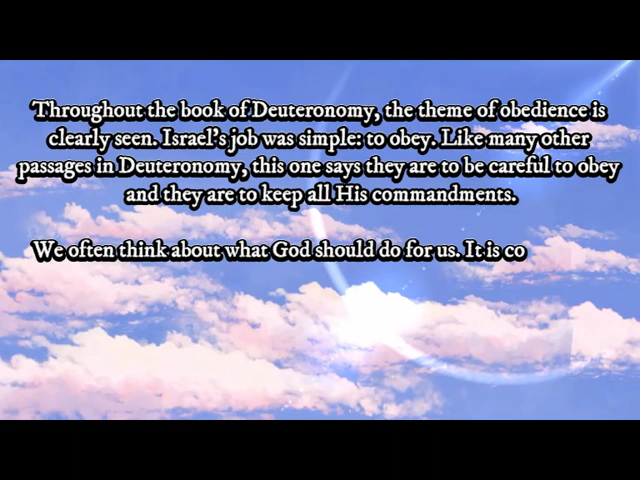 Throughout the book of Deuteronomy, the theme of obedience is
clearly seen. Israel's job was simple: to obey. Like many other
passages in Deuteronomy, this one says they are to be careful to obey
and they are to keep all His commandments.
We often think about what God should do for us. It is co